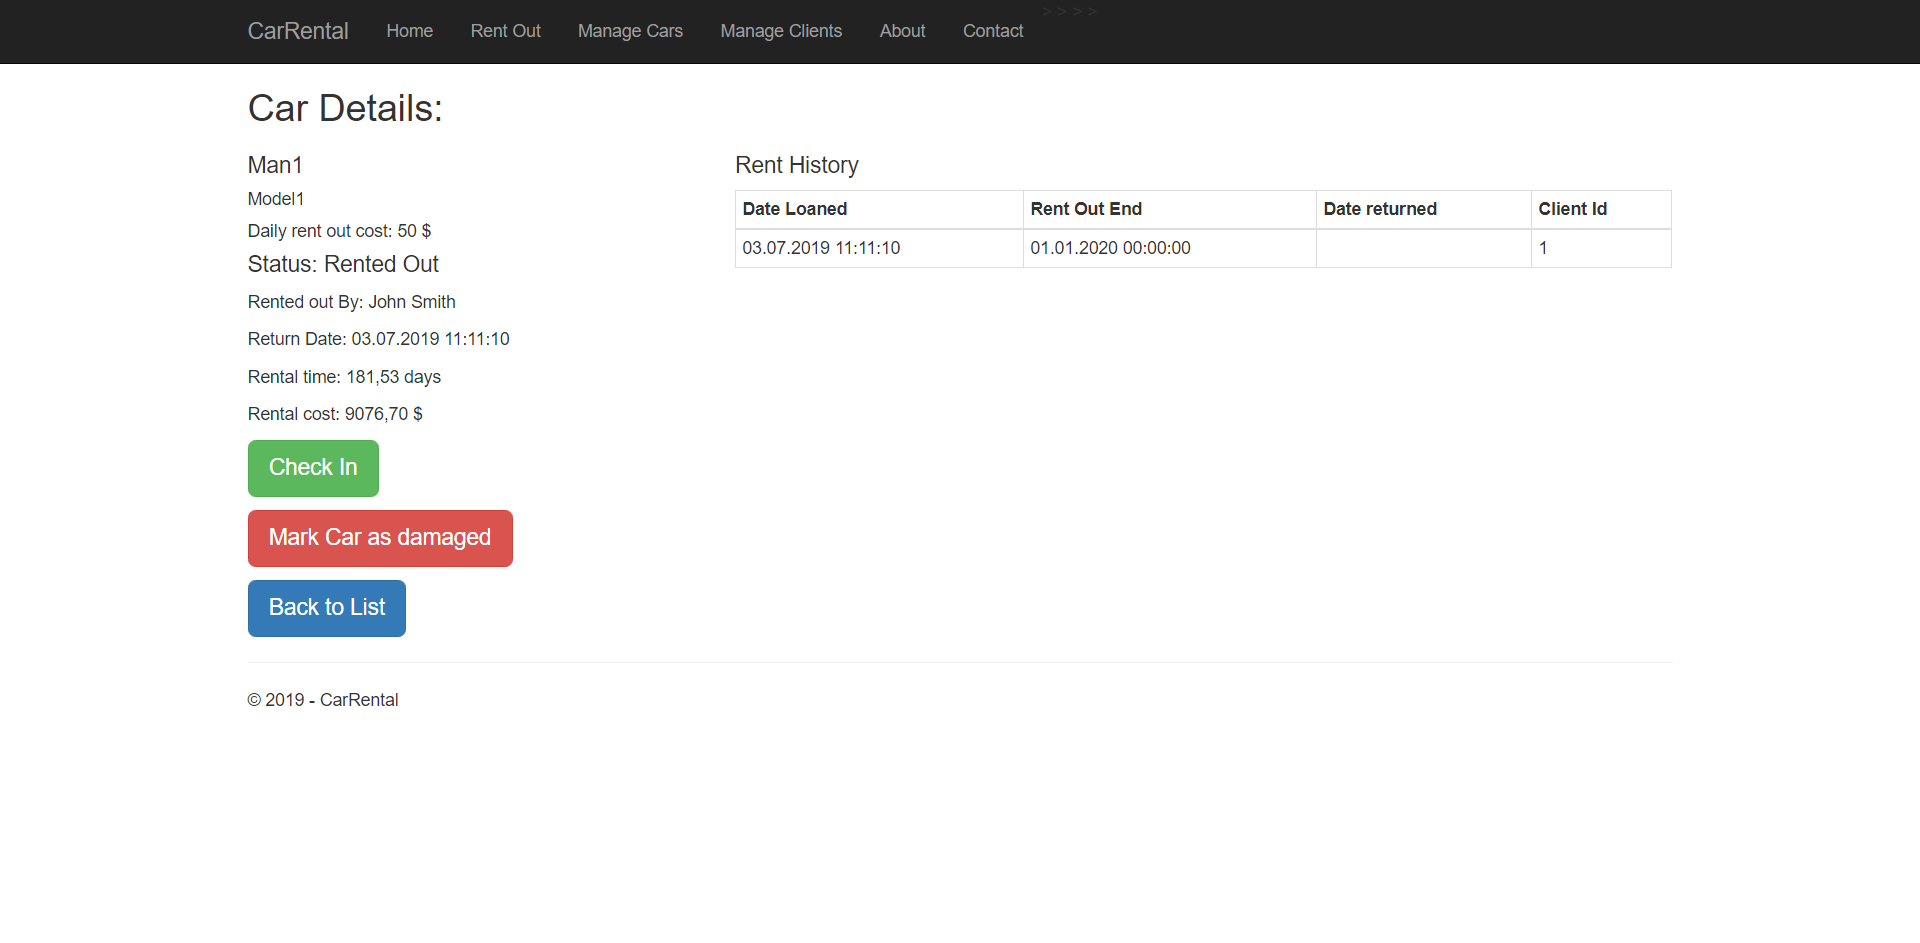 CarRental Home Rent Out Manage Cars Manage Clients About Contact > > > >
Car Details:
Man1
Model1
Daily rent out cost: 50 $
Status: Rented Out
Rented out By: John Smith
Return Date: 03.07.2019 11:11:10
Rental time: 181,53 days
Rental cost: 9076,70 $
Check In
Mark Car as damaged
Back to List
Rent History
Date Loaned Rent Out End Date returned Client Id
03.07.2019 11:11:10 01.01.2020 00:00:00 1
© 2019 - CarRental